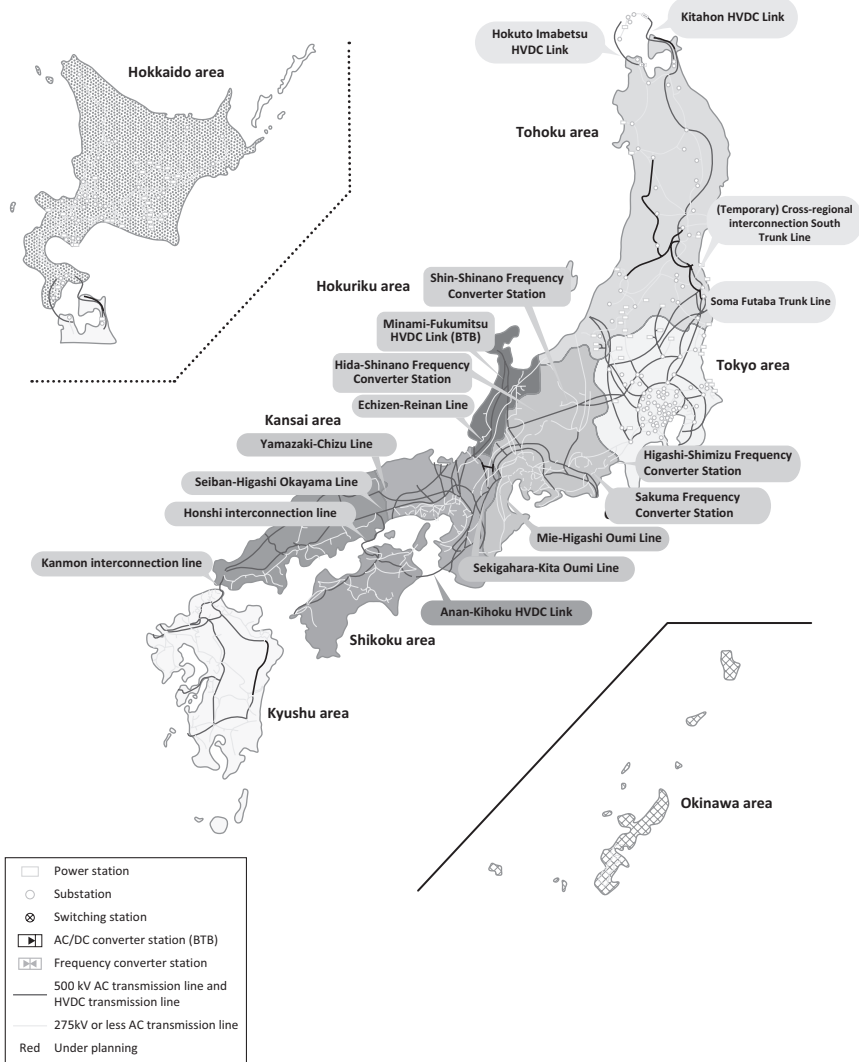 Kitahon HVDC Link
Hokuto Imabetsu
HVDC Link
Hokkaido area
Tohoku area
(Temporary) Cross-regional
interconnection South
Trunk Line
Shin-Shinano Frequency
Converter Station
Hokuriku area
Soma Futaba Trunk Line
Minami-Fukumitsu
HVDC Link (BTB)
Hida-Shinano Frequency
Converter Station
Tokyo area
Echizen-Reinan Line
Kansai area
Yamazaki-Chizu Line
Higashi-Shimizu Frequency
Converter Station
Seiban-Higashi Okayama Line
Sakuma Frequency
Converter Station
Honshi interconnection line
Mie-Higashi Oumi Line
Kanmon interconnection line
Sekigahara-Kita Oumi Line
Anan-Kihoku HVDC Link
Shikoku area
Kyushu area
Okinawa area
Power station
Substation
Switching station
AC/DC converter station (BTB)
Frequency converter station
500 kV AC transmission line and
HVDC transmission line
275kV or less AC transmission line
Red Under planning